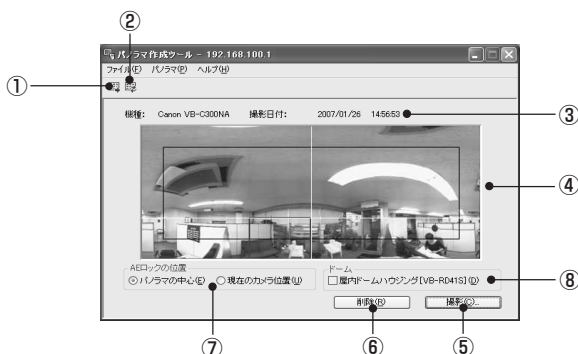 ②
①
パノラマ作成ツール - 192.168.100.1
ファイル(F) パノラマ(P) ヘルプ(H)
機種: Canon VB-C300NA 撮影日付: 2007/01/26 14:56:53
③
④
AEロックの位置
パノラマの中心(E) 現在のカメラ位置(U)
ドーム
屋内ドームハウジング[VB-RD41S](D)
⑧
削除(R) 撮影(C)...
⑦
⑥
⑤